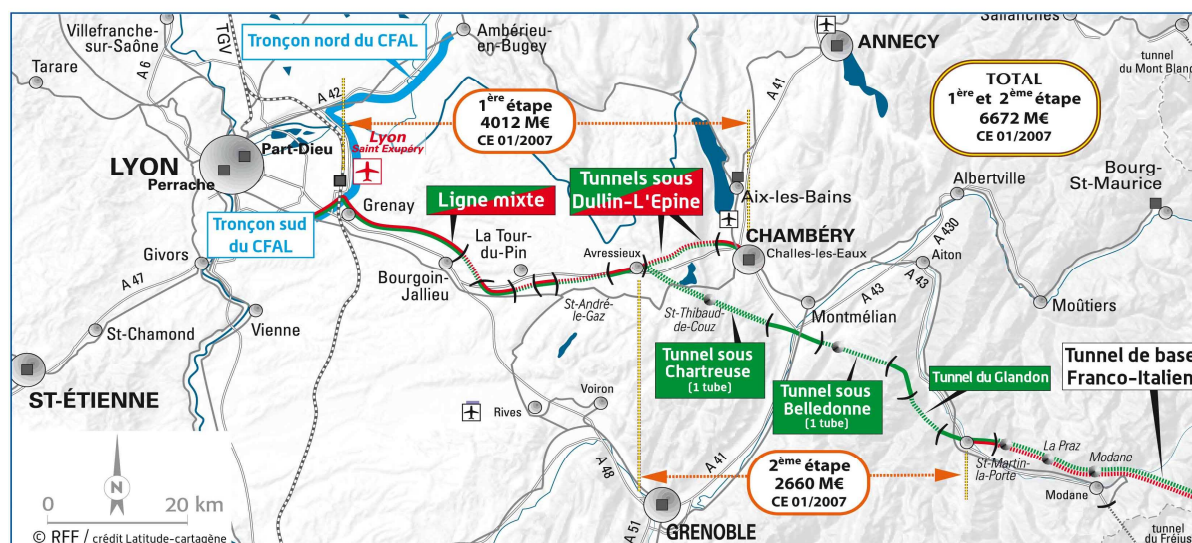 Villefranche-
sur-Saône
Tarare
A 6
TGV
Tronçon nord du CFAL
Ambérieu-
en-Bugey
A 42
1ère étape
4012 M€
CE 01/2007
ANNECY
A 41
Sallanches
tunnel
du Mont Blanc
TOTAL
1ère et 2ème étape
6672 M€
CE 01/2007
LYON
Part-Dieu
Perrache
Lyon
Saint Exupéry
Grenay
Tronçon sud
du CFAL
Ligne mixte
Tunnels sous
Dullin-L'Epine
Aix-les-Bains
Albertville
Bourg-
St-Maurice
Givors
A 47
La Tour-
du-Pin
Avressieux
CHAMBÉRY
Challes-les-Eaux
A 430
Aiton
A 43
A 43
Bourgoin-
Jallieu
St-André-
le-Gaz
St-Thibaud-
de-Couz
Montmélian
Moûtiers
St-Chamond
Vienne
Tunnel sous
Chartreuse
(1 tube)
Tunnel sous
Belledonne
(1 tube)
Tunnel du Glandon
Tunnel de base
Franco-Italien
ST-ÉTIENNE
Voiron
Rives
A 48
A 41
La Praz
Modane
St-Martin-
la-Porte
2ème étape
2660 M€
CE 01/2007
Modane
N
0 20 km
GRENOBLE
A 51
tunnel
du Fréjus
© RFF / crédit Latitude-cartagène